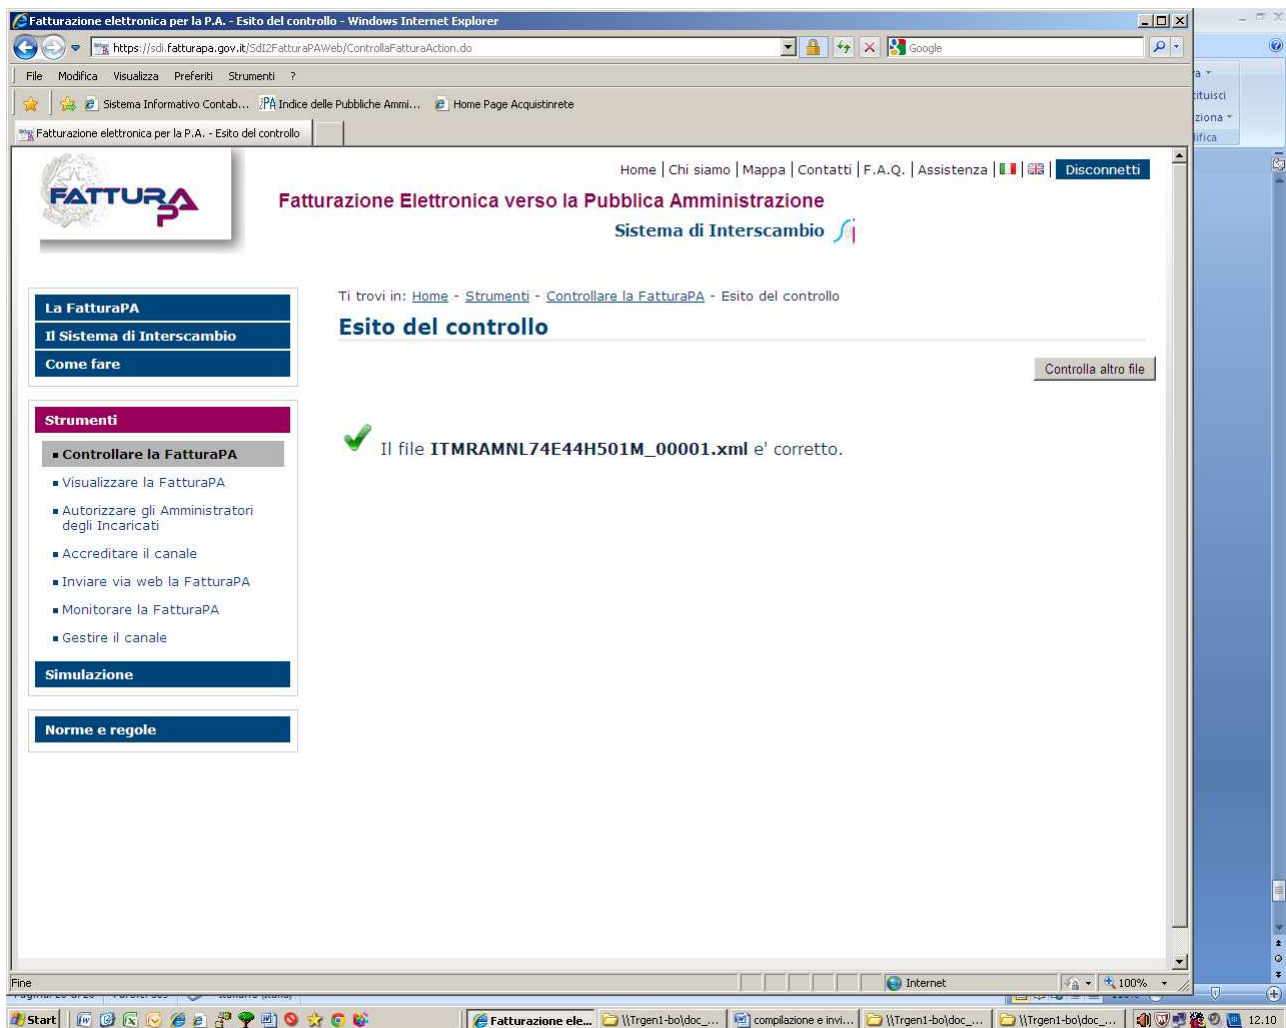 Fatturazione elettronica per la P.A. - Esito del controllo - Windows Internet Explorer
https://sdi.fatturapa.gov.it/SdI2FatturaPAWeb/ControllaFatturaAction.do
Google
File Modifica Visualizza Preferiti Strumenti ?
Sistema Informativo Contab... Indice delle Pubbliche Ammi... Home Page Acquistinrete
Fatturazione elettronica per la P.A. - Esito del controllo
ituisci
ziona
ifica
Home | Chi siamo | Mappa | Contatti | F.A.Q. | Assistenza | Disconnetti
FATTURA
PA
Fatturazione Elettronica verso la Pubblica Amministrazione
Sistema di Interscambio
Ti trovi in: Home - Strumenti - Controllare la FatturaPA - Esito del controllo
Esito del controllo
Controlla altro file
Il file ITMRAMNL74E44H501M_00001.xml e' corretto.
La FatturaPA
Il Sistema di Interscambio
Come fare
Strumenti
Controllare la FatturaPA
Visualizzare la FatturaPA
Autorizzare gli Amministratori
degli Incaricati
Accreditare il canale
Inviare via web la FatturaPA
Monitorare la FatturaPA
Gestire il canale
Simulazione
Norme e regole
Fine
Internet
100%
Start
Fatturazione ele...
\\Trgen1-bo\doc_...
compilazione e invi...
\\Trgen1-bo\doc_...
\\Trgen1-bo\doc_...
12.10